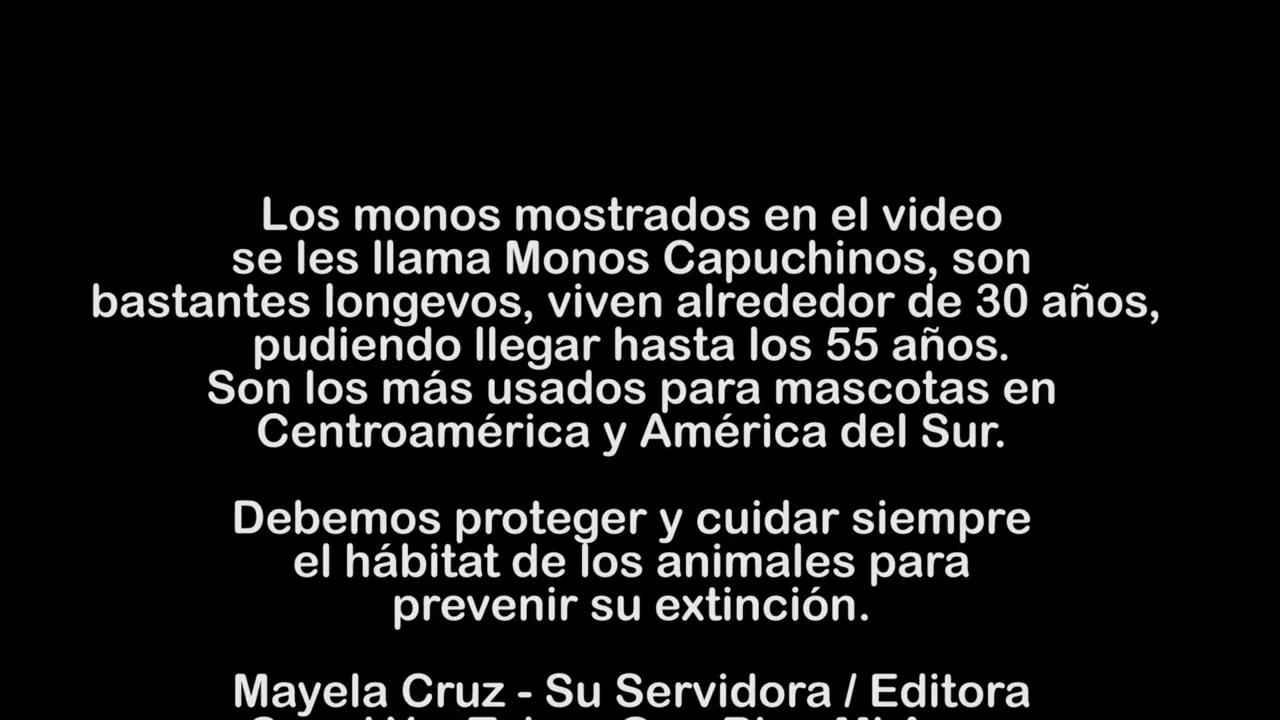 Los monos mostrados en el video
se les llama Monos Capuchinos, son
bastantes longevos, viven alrededor de 30 años,
pudiendo llegar hasta los 55 años.
Son los más usados para mascotas en
Centroamérica y América del Sur.
Debemos proteger y cuidar siempre
el hábitat de los animales para
prevenir su extinción.
Mayela Cruz - Su Servidora / Editora